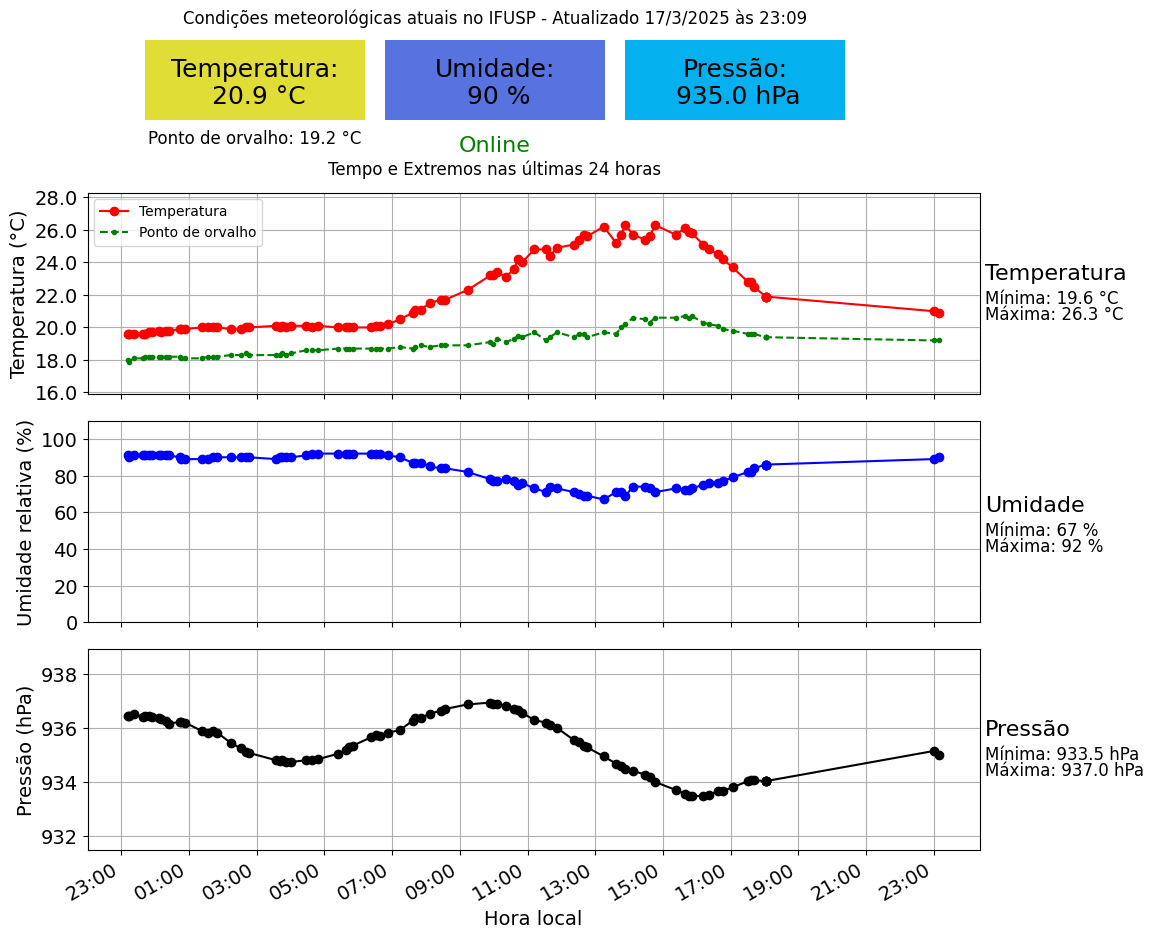 Condições meteorológicas atuais no IFUSP - Atualizado 17/3/2025 às 23:09
Temperatura:
20.9 °C
Umidade:
90 %
Pressão:
935.0 hPa
Ponto de orvalho: 19.2 °C
Online
Tempo e Extremos nas últimas 24 horas
Temperatura (°C)
28.0
26.0
24.0
22.0
20.0
18.0
16.0
Temperatura
Ponto de orvalho
Temperatura
Mínima: 19.6 °C
Máxima: 26.3 °C
Umidade relativa (%)
100
80
60
40
20
0
Umidade
Mínima: 67 %
Máxima: 92 %
Pressão (hPa)
938
936
934
932
Pressão
Mínima: 933.5 hPa
Máxima: 937.0 hPa
23:00
01:00
03:00
05:00
07:00
09:00
11:00
13:00
15:00
17:00
19:00
21:00
23:00
Hora local